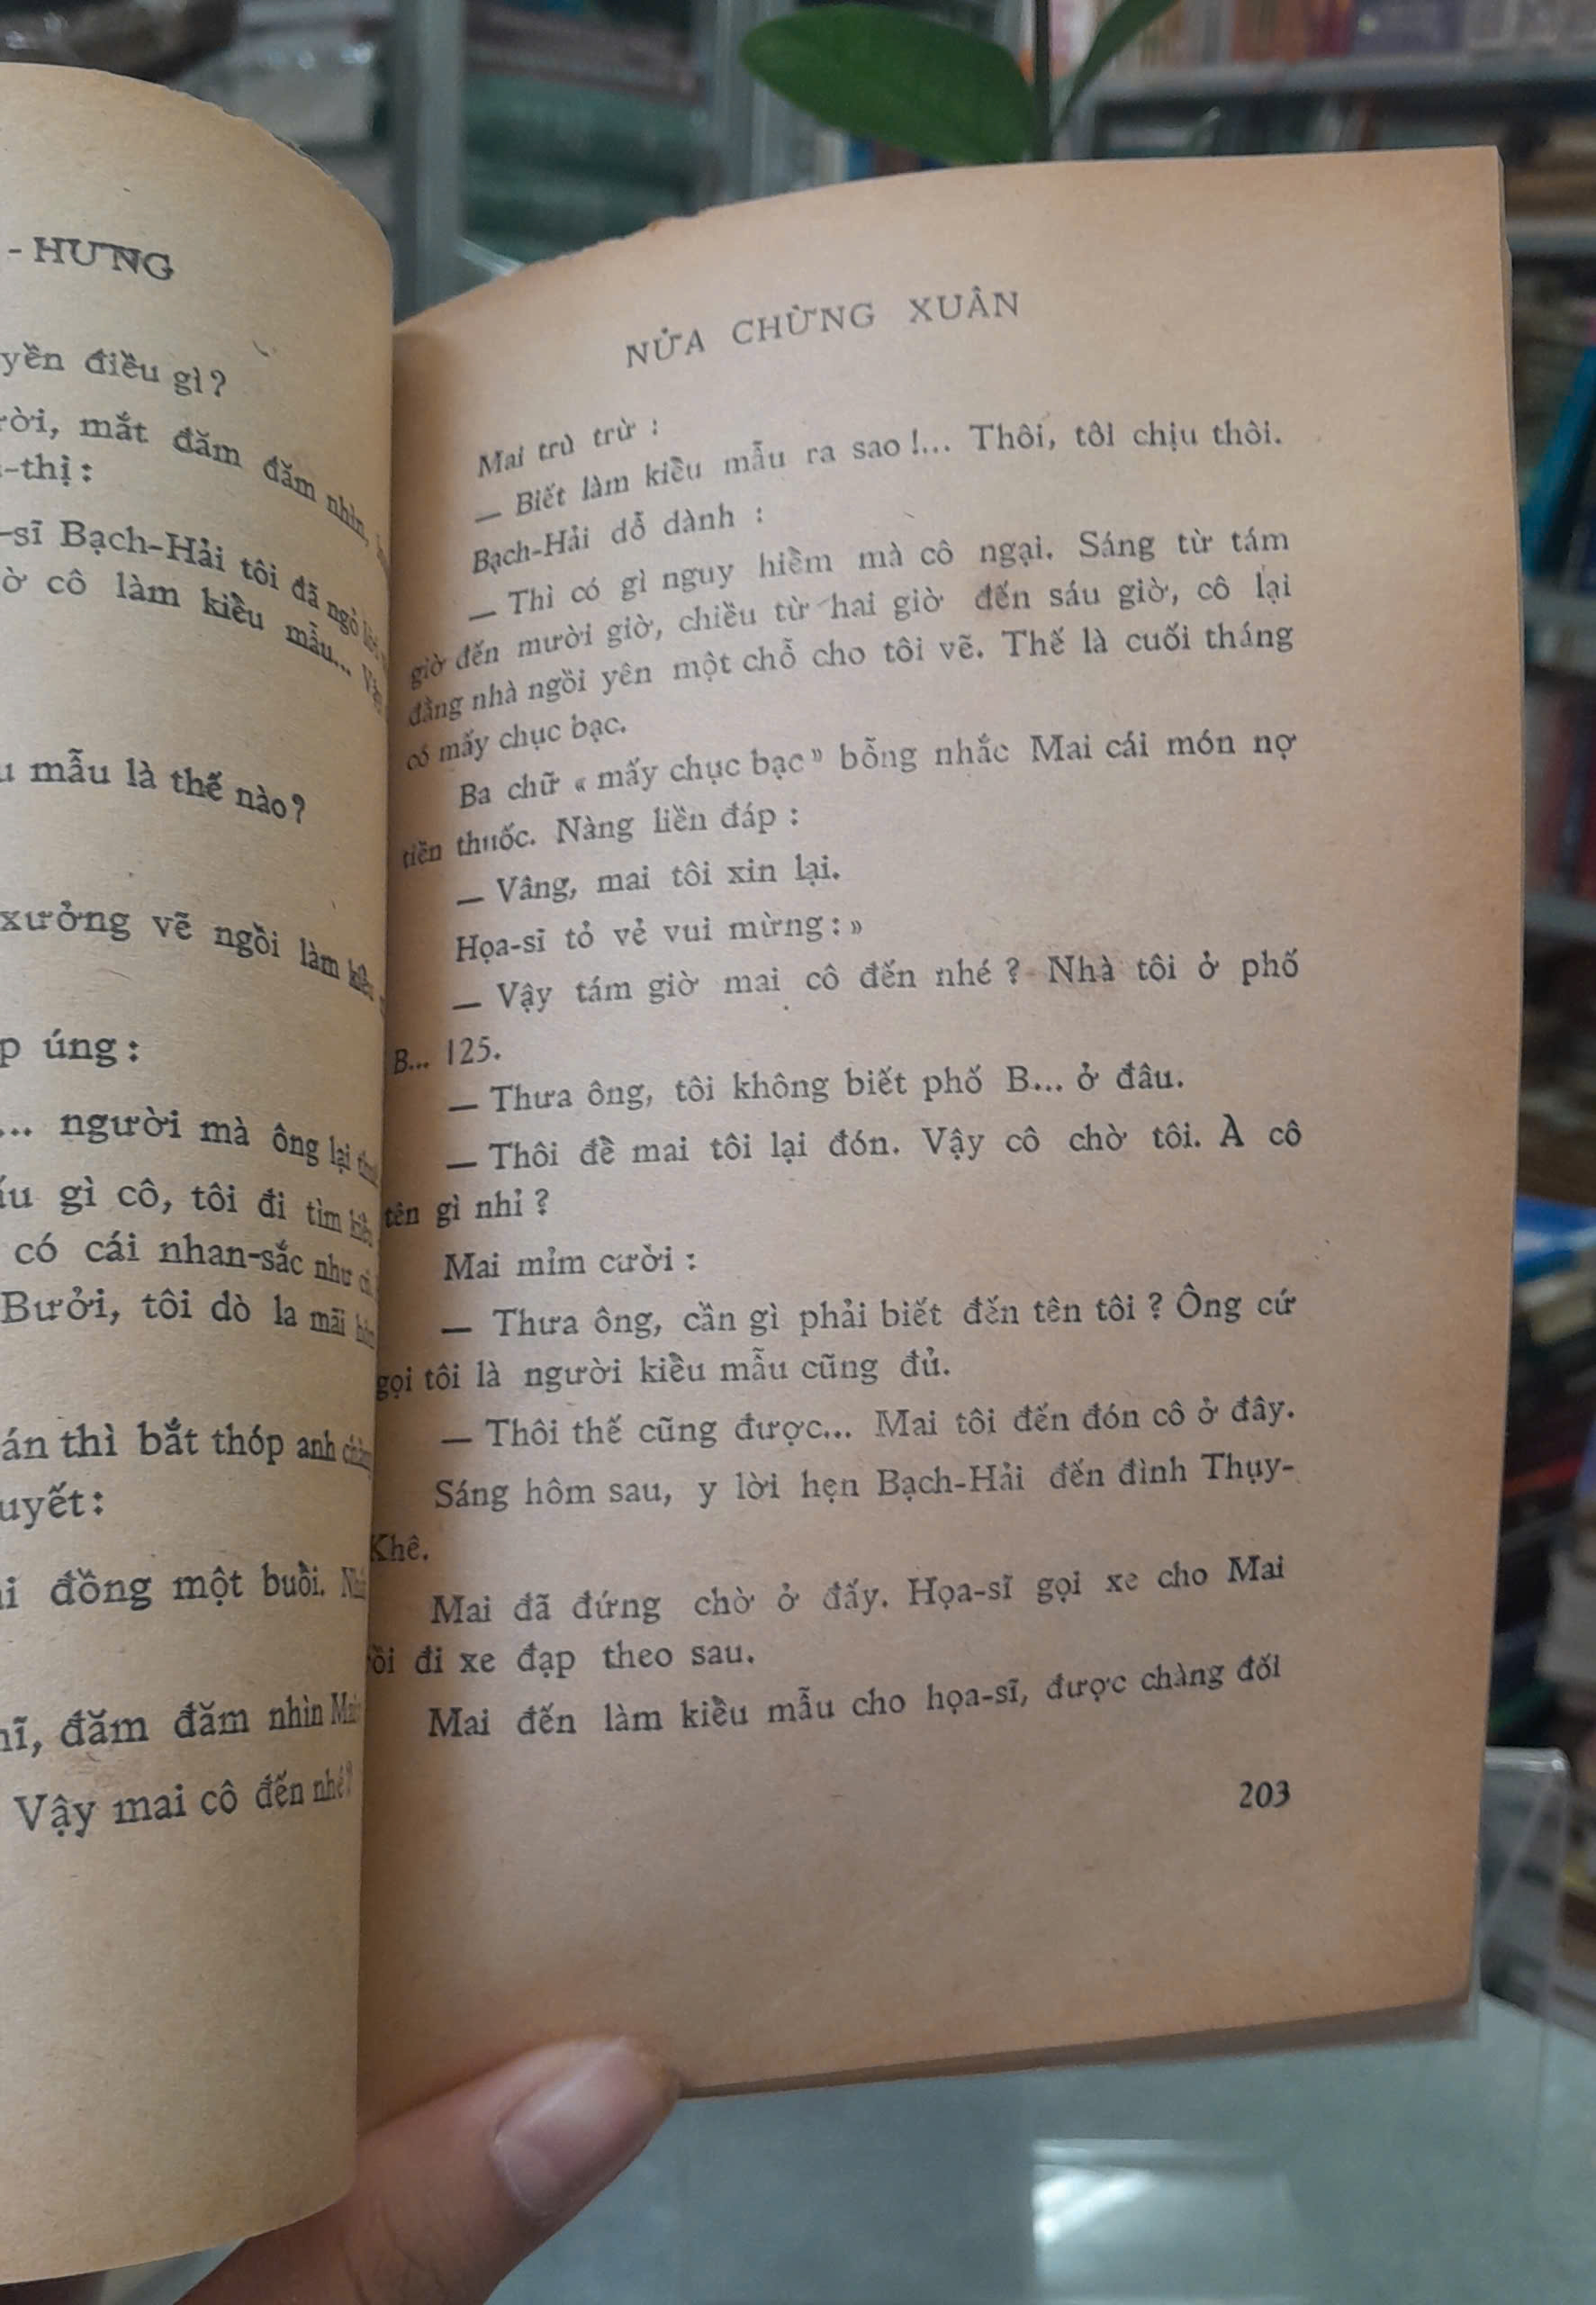 - HƯNG
điều gì?
mắt đăm đăm nhìn,
-thị:
-sĩ Bạch-Hải tôi đã ngỏ
cô làm kiểu mẫu...
mẫu là thế nào?
xưởng vẽ ngồi làm
úng:
... người mà ông lại
gì cô, tôi đi tìm
có cái nhan-sắc như
Bưởi, tôi dò la mãi
thì bắt thóp anh
đồng một buổi.
đăm đăm nhìn
Vậy mai cô đến nhé?
NỬA CHỪNG XUÂN
Mai trù trừ :
— Biết làm kiểu mẫu ra sao!... Thôi, tôi chịu thôi.
Bạch-Hải dỗ dành :
— Thì có gì nguy hiểm mà cô ngại. Sáng từ tám
giờ đến mười giờ, chiều từ hai giờ đến sáu giờ, cô lại
đằng nhà ngồi yên một chỗ cho tôi vẽ. Thế là cuối tháng
có mấy chục bạc.
Ba chữ « mấy chục bạc » bỗng nhắc Mai cái món nợ
tiền thuốc. Nàng liền đáp :
— Vâng, mai tôi xin lại.
Họa-sĩ tỏ vẻ vui mừng : »
— Vậy tám giờ mai cô đến nhé ? Nhà tôi ở phố
B... 125.
— Thưa ông, tôi không biết phố B... ở đâu.
— Thôi để mai tôi lại đón. Vậy cô chờ tôi. À cô
tên gì nhỉ ?
Mai mỉm cười :
— Thưa ông, cần gì phải biết đến tên tôi ? Ông cứ
gọi tôi là người kiểu mẫu cũng đủ.
— Thôi thế cũng được... Mai tôi đến đón cô ở đây.
Sáng hôm sau, y lời hẹn Bạch-Hải đến đình Thụy-
Khê.
Mai đã đứng chờ ở đấy. Họa-sĩ gọi xe cho Mai
rồi đi xe đạp theo sau.
Mai đến làm kiểu mẫu cho họa-sĩ, được chàng đối
203